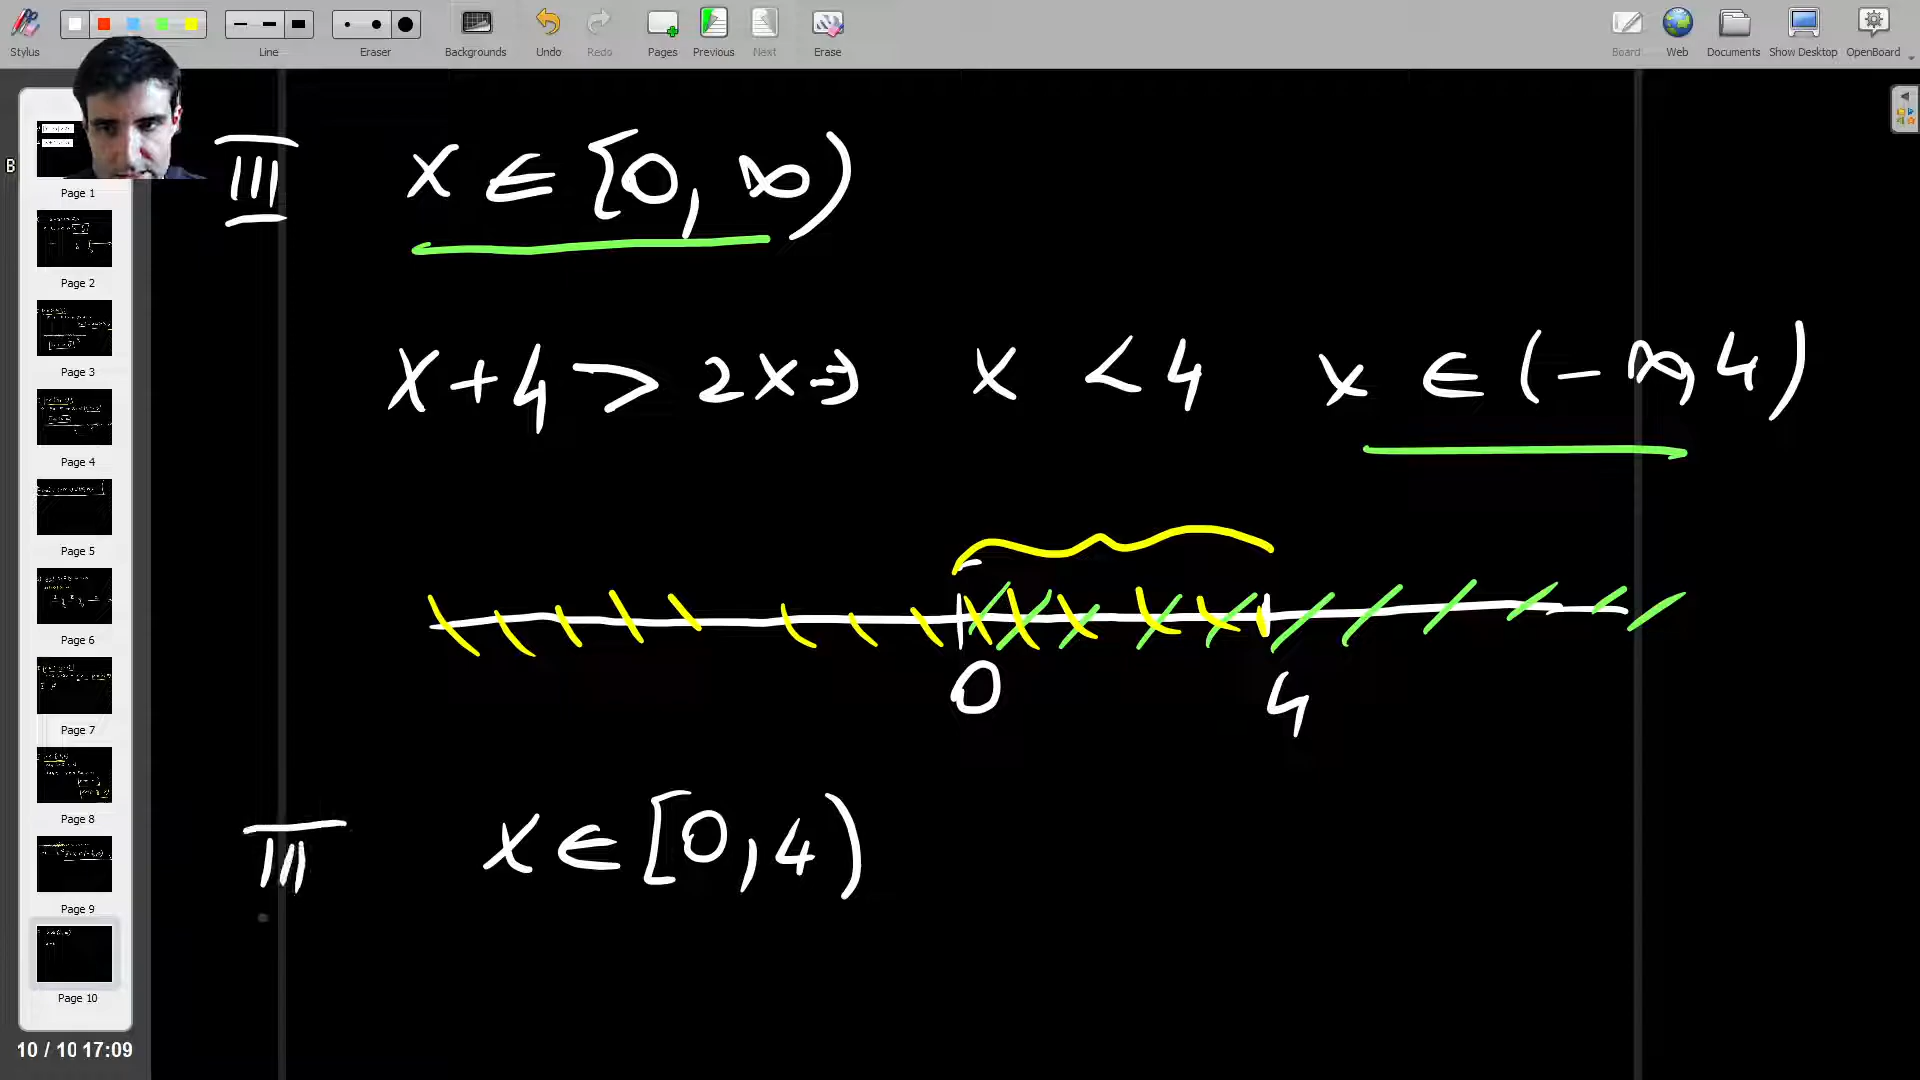 Stylus Line Eraser Backgrounds Undo Redo Pages Previous Next Erase Board Web Documents Show Desktop OpenBoard
B
Page 1
Page 2
Page 3
Page 4
Page 5
Page 6
Page 7
Page 8
Page 9
Page 10
10 / 10 17:09
III x ∈ [0, ∞)
x + 4 > 2x ⇒ x < 4 x ∈ (-∞, 4)
0 4
III x ∈ [0, 4)